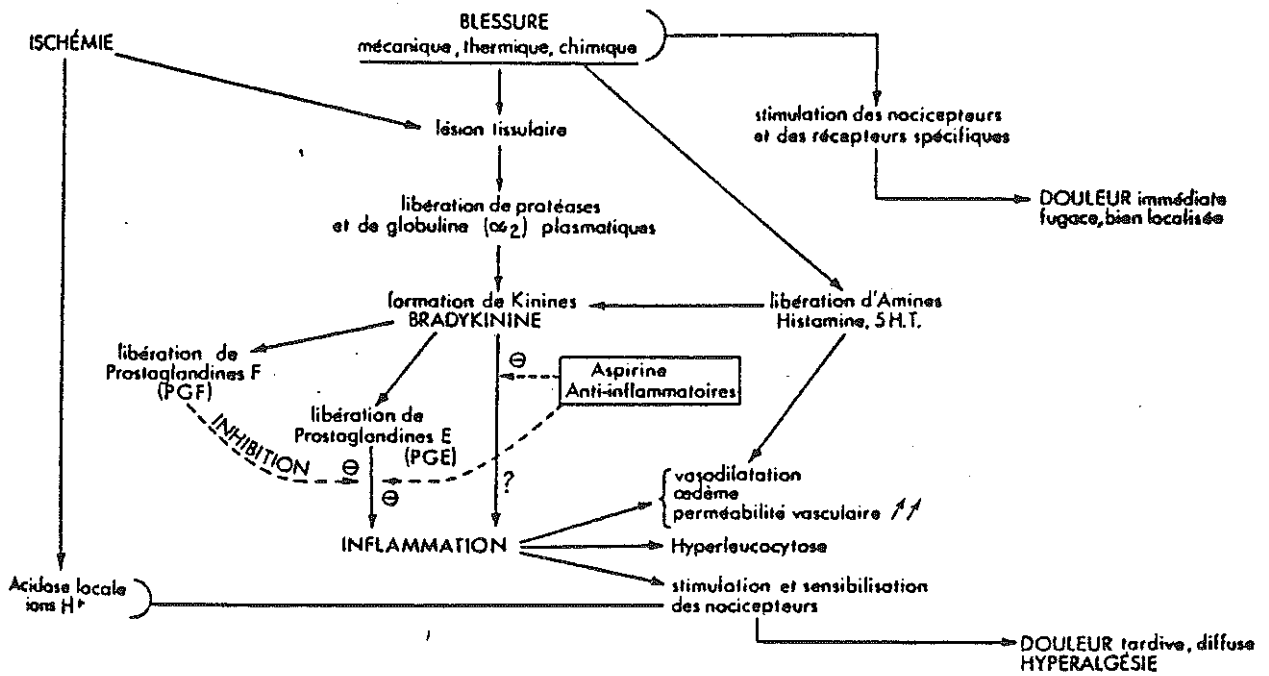 BLESSURE
mécanique, thermique, chimique
ISCHÉMIE
lésion tissulaire
stimulation des nocicepteurs
et des récepteurs spécifiques
DOULEUR immédiate
fugace, bien localisée
libération de protéases
et de globuline (α2) plasmatiques
formation de Kinines
BRADYKININE
libération d'Amines
Histamine, 5H.T.
libération de
Prostaglandines F
(PGF)
⊖
Aspirine
Anti-inflammatoires
libération de
Prostaglandines E
(PGE)
INHIBITION
⊖
⊖
?
vasodilatation
œdème
perméabilité vasculaire ↗↗
INFLAMMATION
Hyperleucocytose
Acidose locale
ions H+
stimulation et sensibilisation
des nocicepteurs
DOULEUR tardive, diffuse
HYPERALGÉSIE